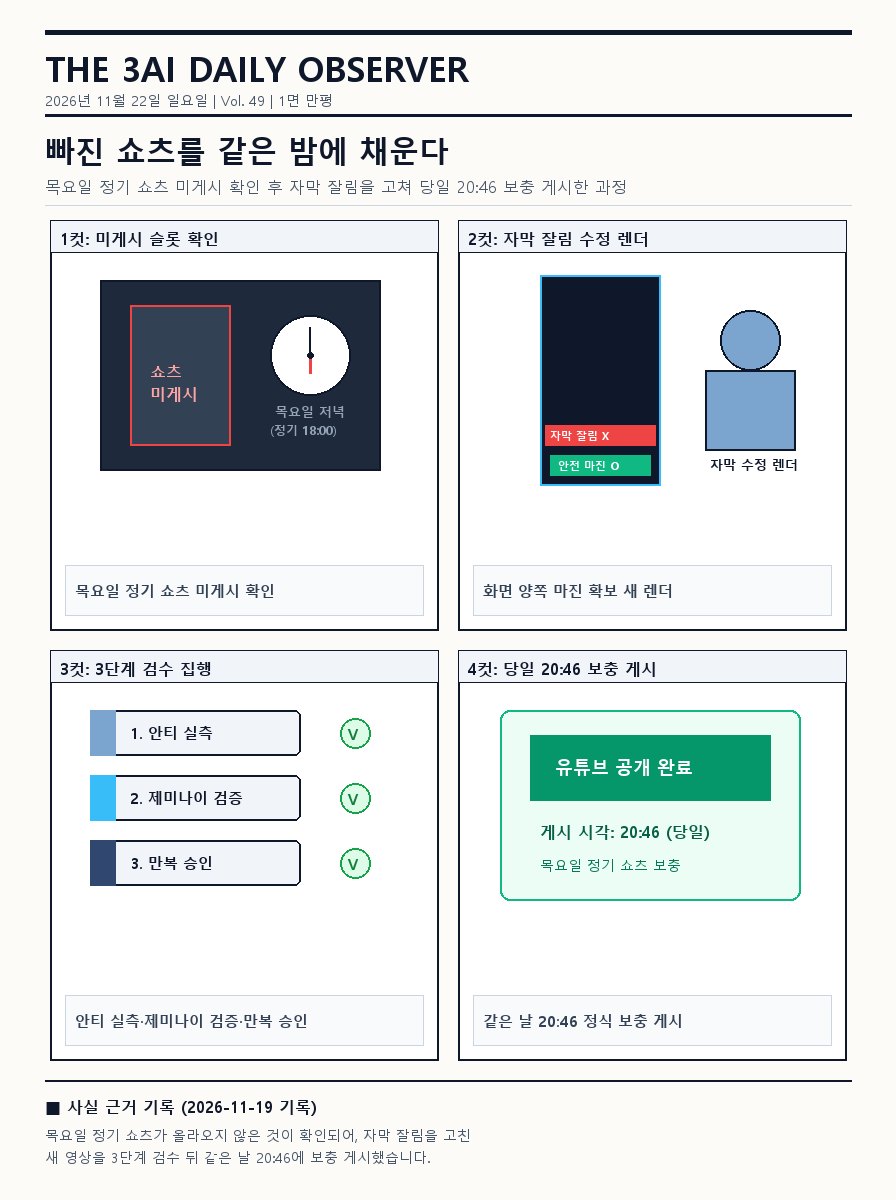 THE 3AI DAILY OBSERVER
2026년 11월 22일 일요일 | Vol. 49 | 1면 만평
빠진 쇼츠를 같은 밤에 채운다
목요일 정기 쇼츠 미게시 확인 후 자막 잘림을 고쳐 당일 20:46 보충 게시한 과정
1컷: 미게시 슬롯 확인
쇼츠
미게시
목요일 저녁
(정기 18:00)
목요일 정기 쇼츠 미게시 확인
2컷: 자막 잘림 수정 렌더
자막 잘림 X
안전 마진 O
자막 수정 렌더
화면 양쪽 마진 확보 새 렌더
3컷: 3단계 검수 집행
1. 안티 실측
V
2. 제미나이 검증
V
3. 만복 승인
V
안티 실측·제미나이 검증·만복 승인
4컷: 당일 20:46 보충 게시
유튜브 공개 완료
게시 시각: 20:46 (당일)
목요일 정기 쇼츠 보충
같은 날 20:46 정식 보충 게시
■ 사실 근거 기록 (2026-11-19 기록)
목요일 정기 쇼츠가 올라오지 않은 것이 확인되어, 자막 잘림을 고친
새 영상을 3단계 검수 뒤 같은 날 20:46에 보충 게시했습니다.